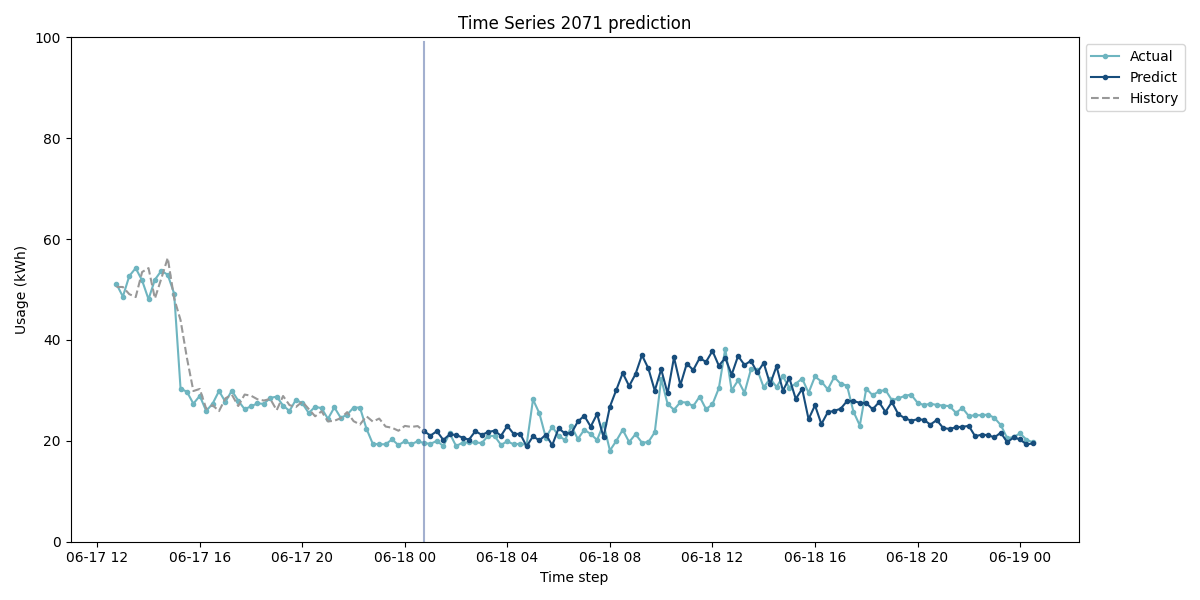 Time Series 2071 prediction
100
80
60
40
20
0
Usage (kWh)
06-17 12
06-17 16
06-17 20
06-18 00
06-18 04
06-18 08
06-18 12
06-18 16
06-18 20
06-19 00
Time step
Actual
Predict
History